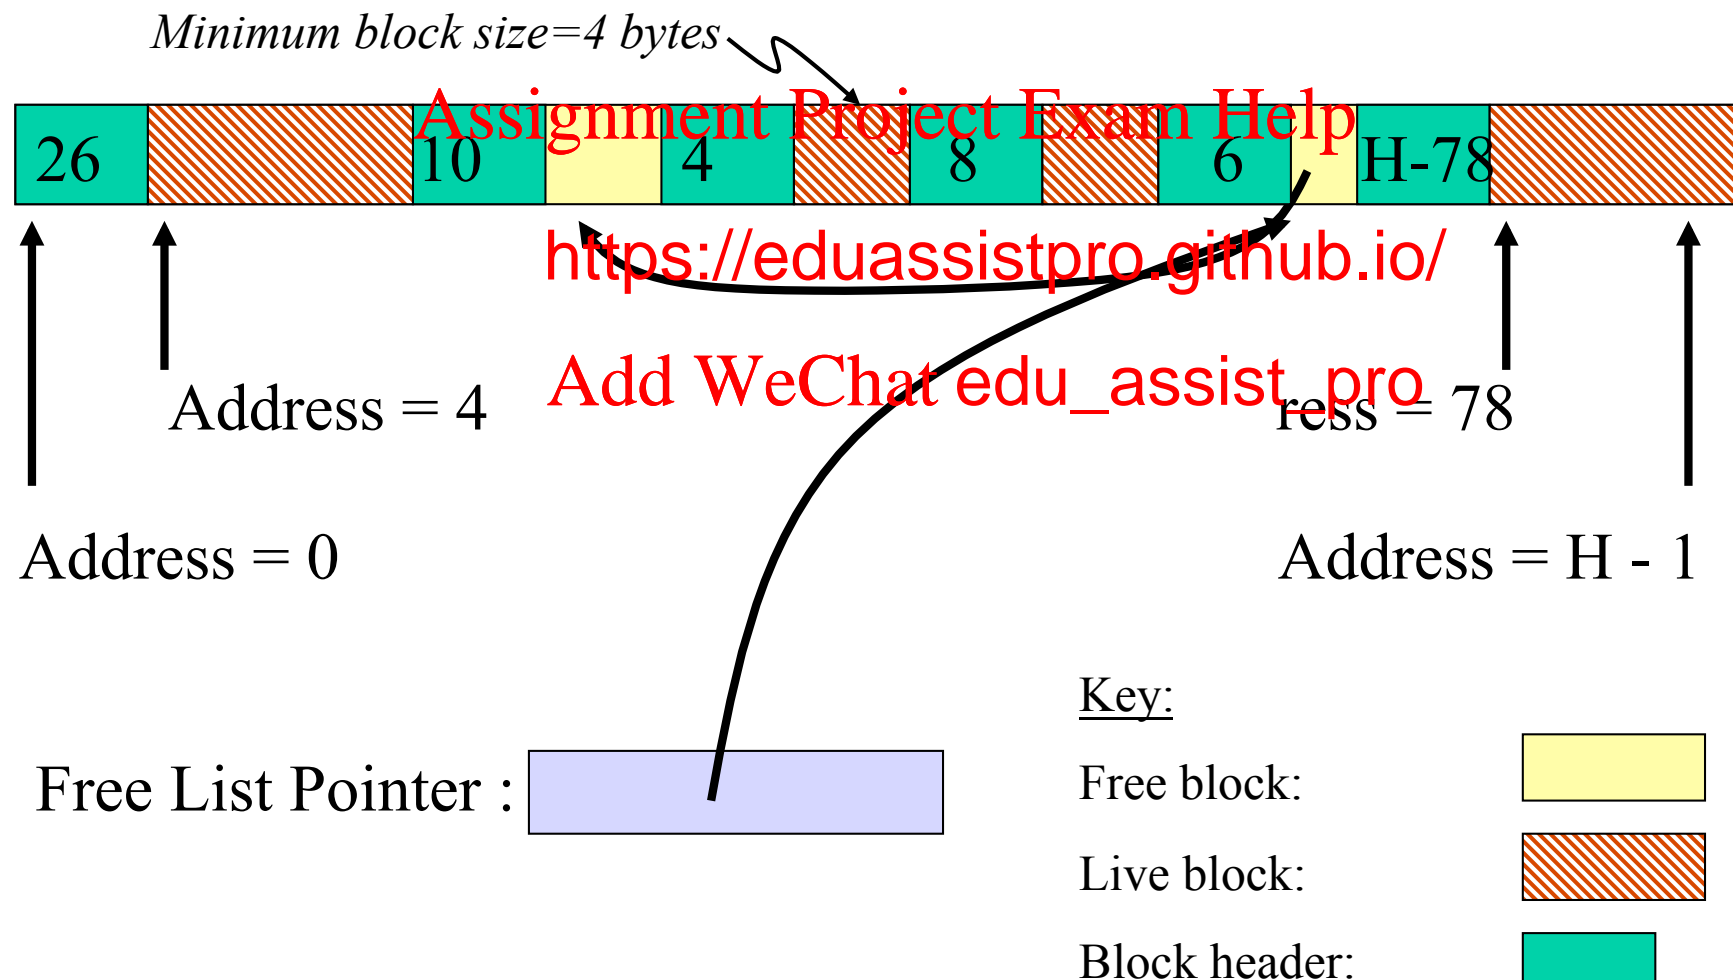 Minimum block size=4 bytes
Assignment Project Exam Help
26 10 4 8 6 H-78
https://eduassistpro.github.io/
Add WeChat edu_assist_pro
Address = 4
ress = 78
Address = 0
Address = H - 1
Key:
Free List Pointer :
Free block:
Live block:
Block header: